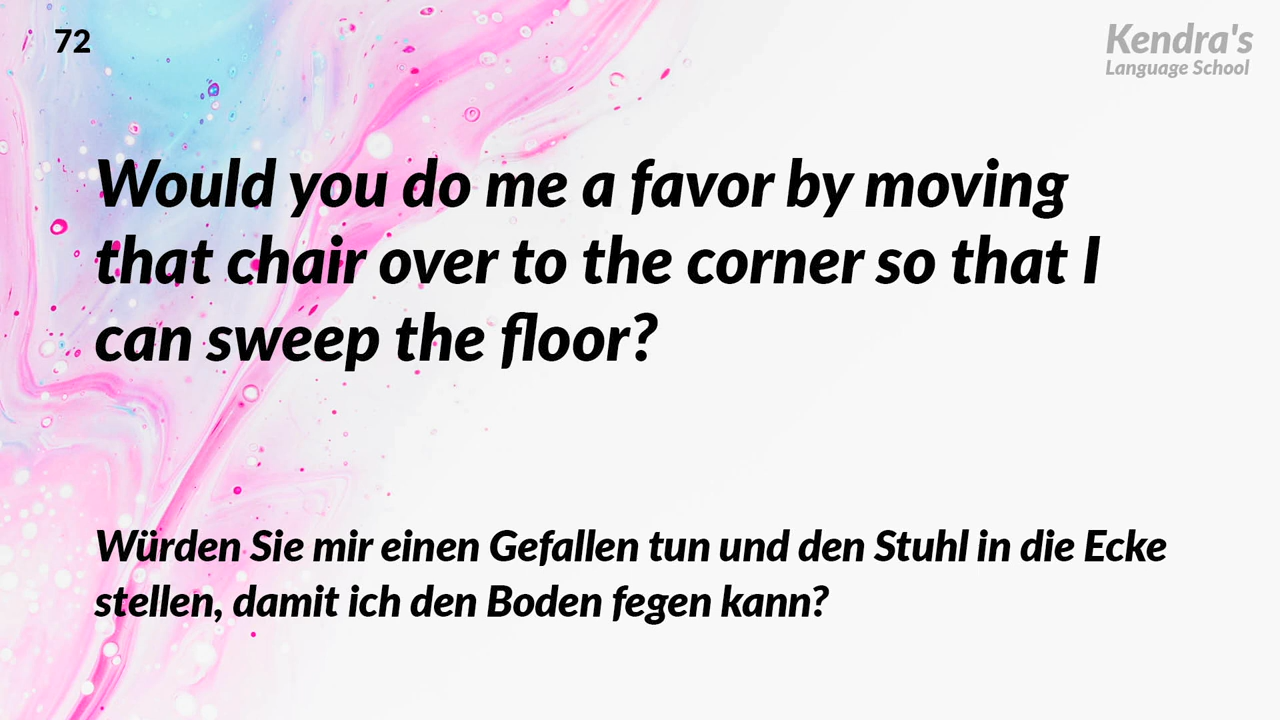 72
Kendra's
Language School
Would you do me a favor by moving
that chair over to the corner so that I
can sweep the floor?
Würden Sie mir einen Gefallen tun und den Stuhl in die Ecke
stellen, damit ich den Boden fegen kann?